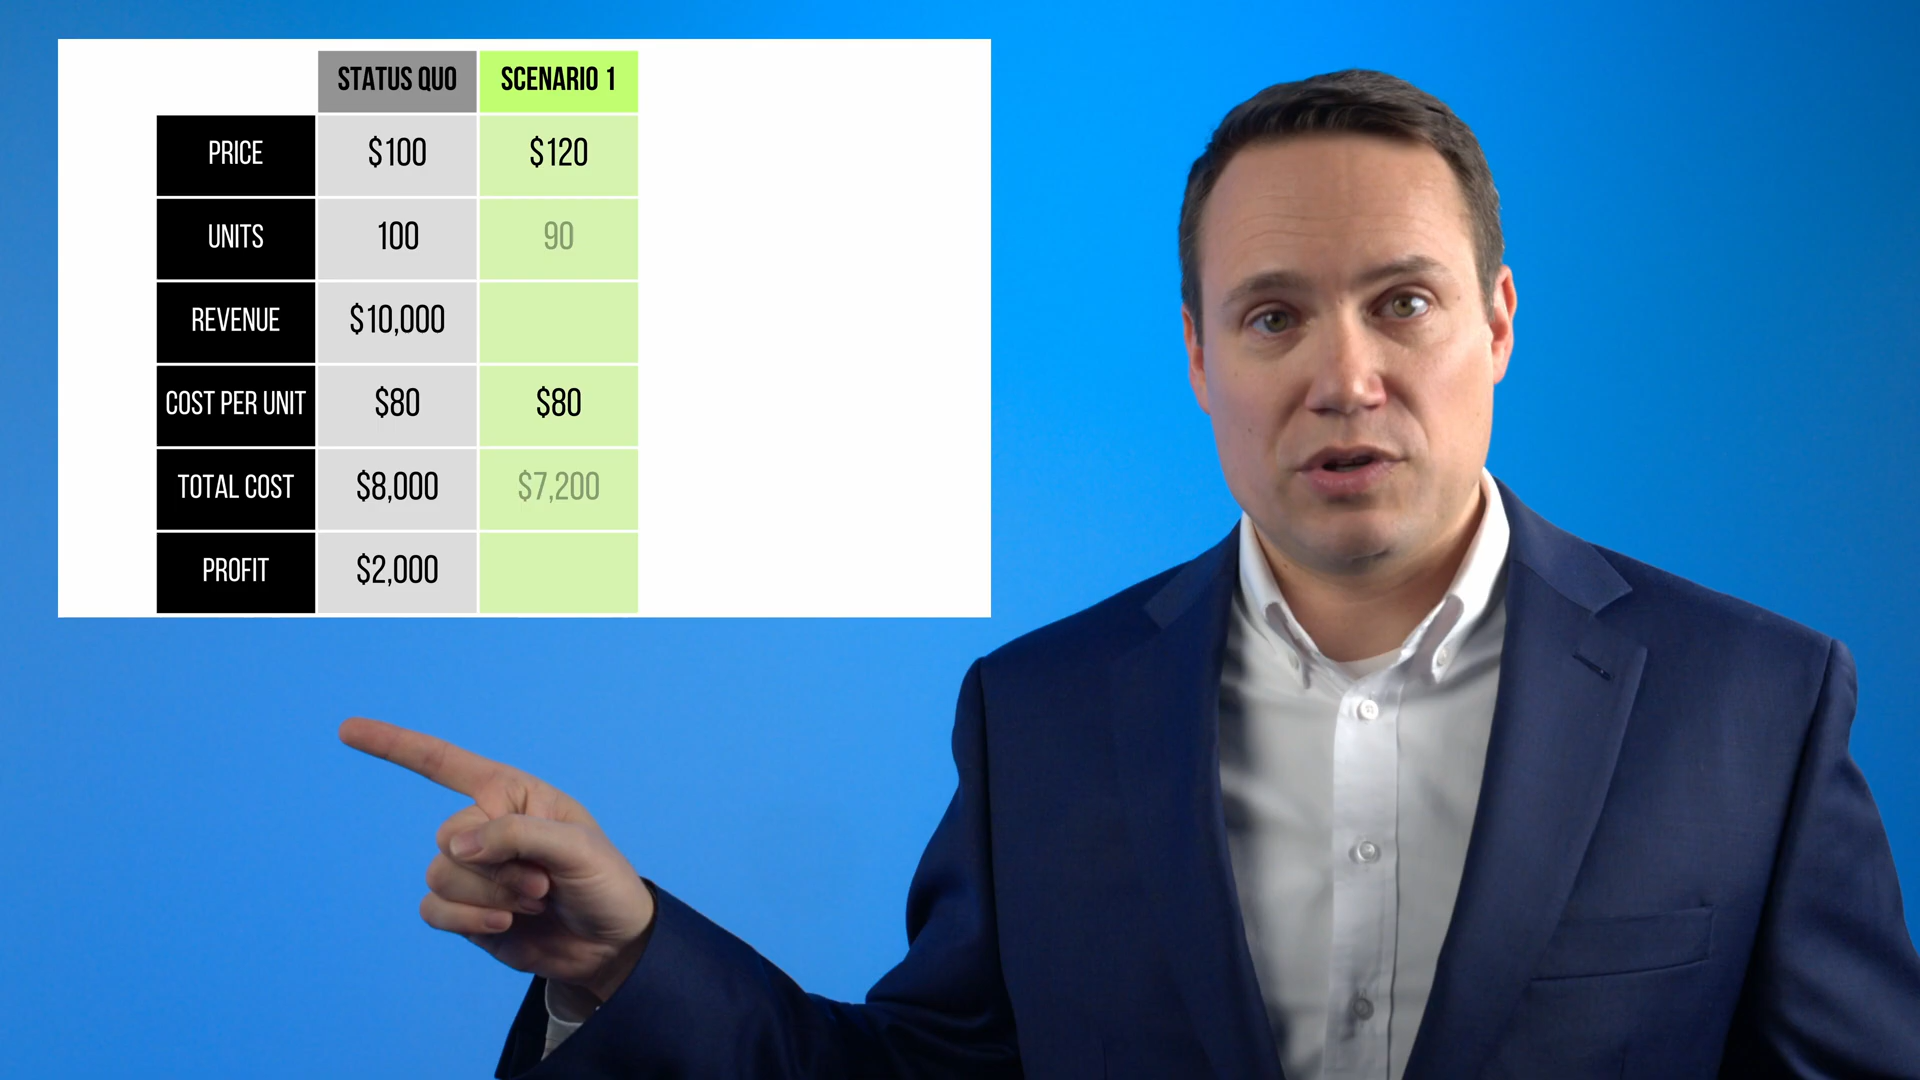 STATUS QUO SCENARIO 1
PRICE $100 $120
UNITS 100 90
REVENUE $10,000
COST PER UNIT $80 $80
TOTAL COST $8,000 $7,200
PROFIT $2,000